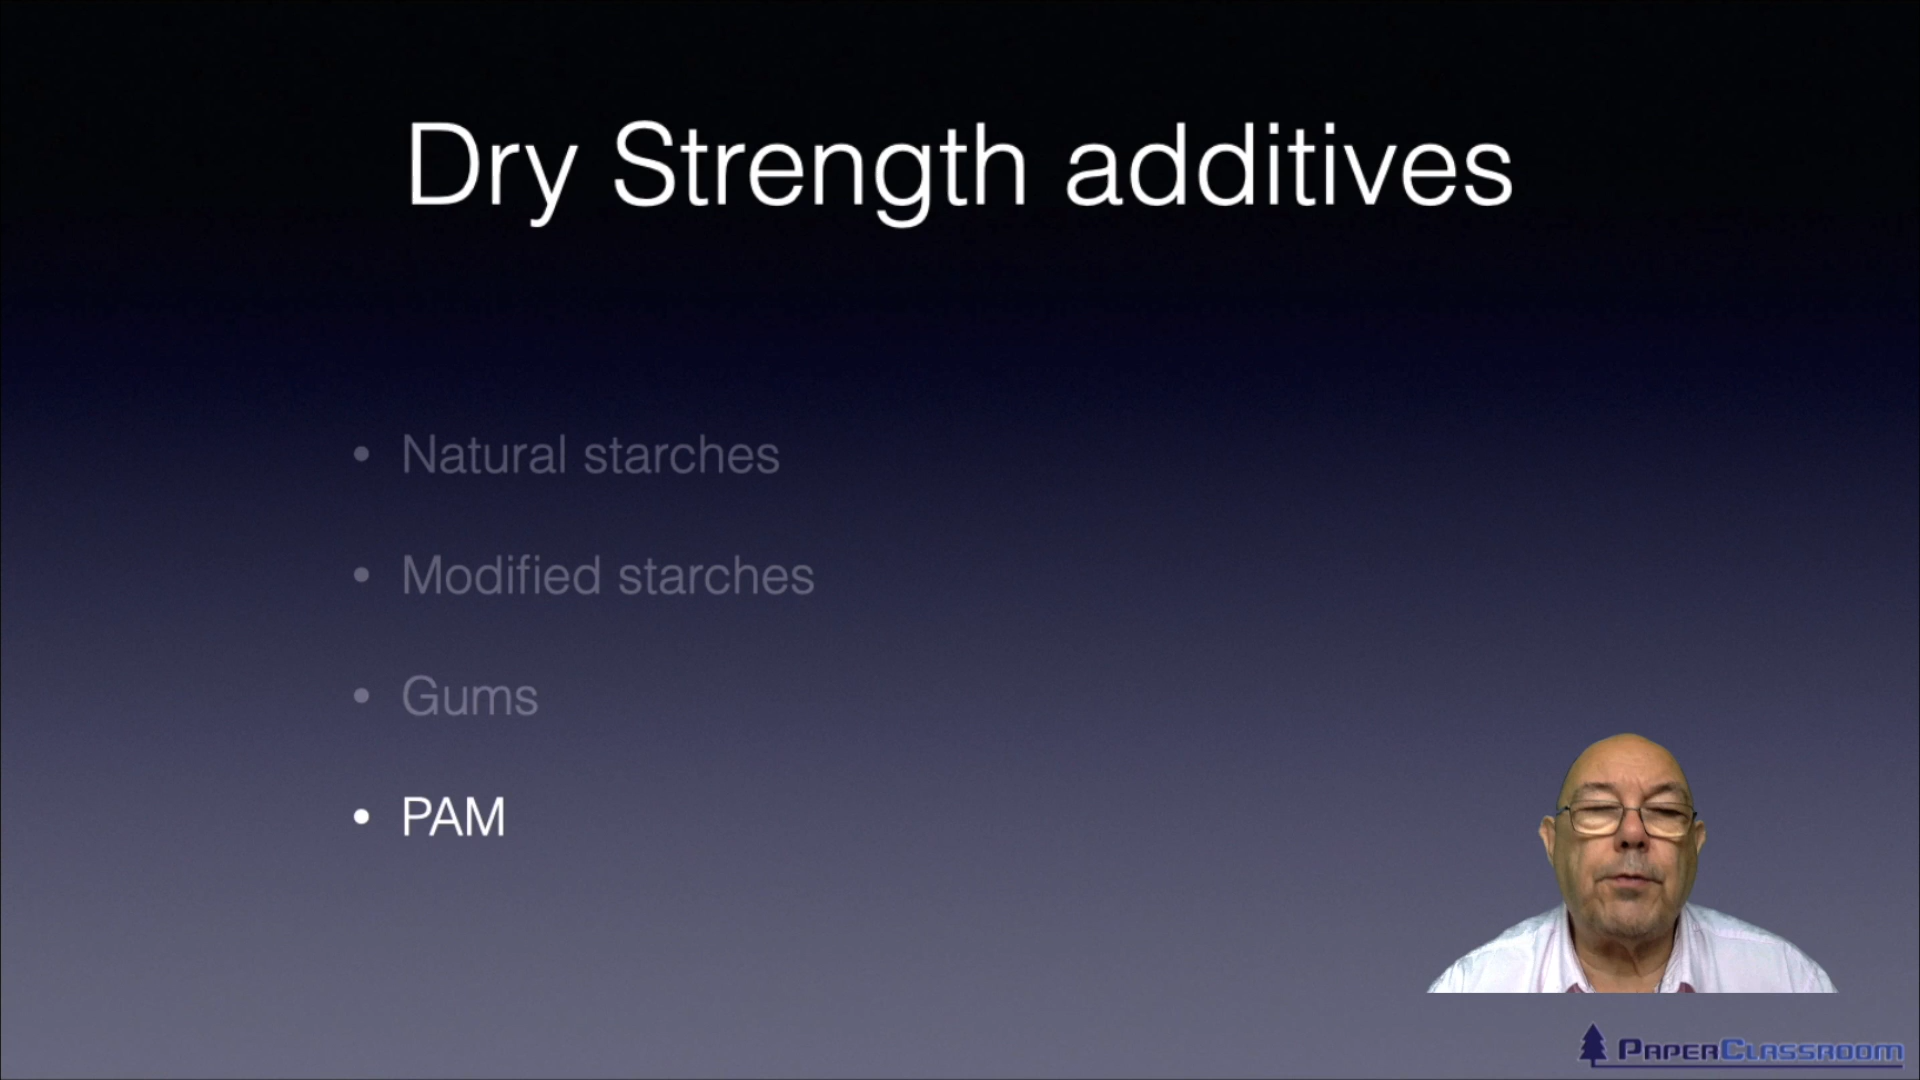 Dry Strength additives
• Natural starches
• Modified starches
• Gums
• PAM
PAPERCLASSROOM